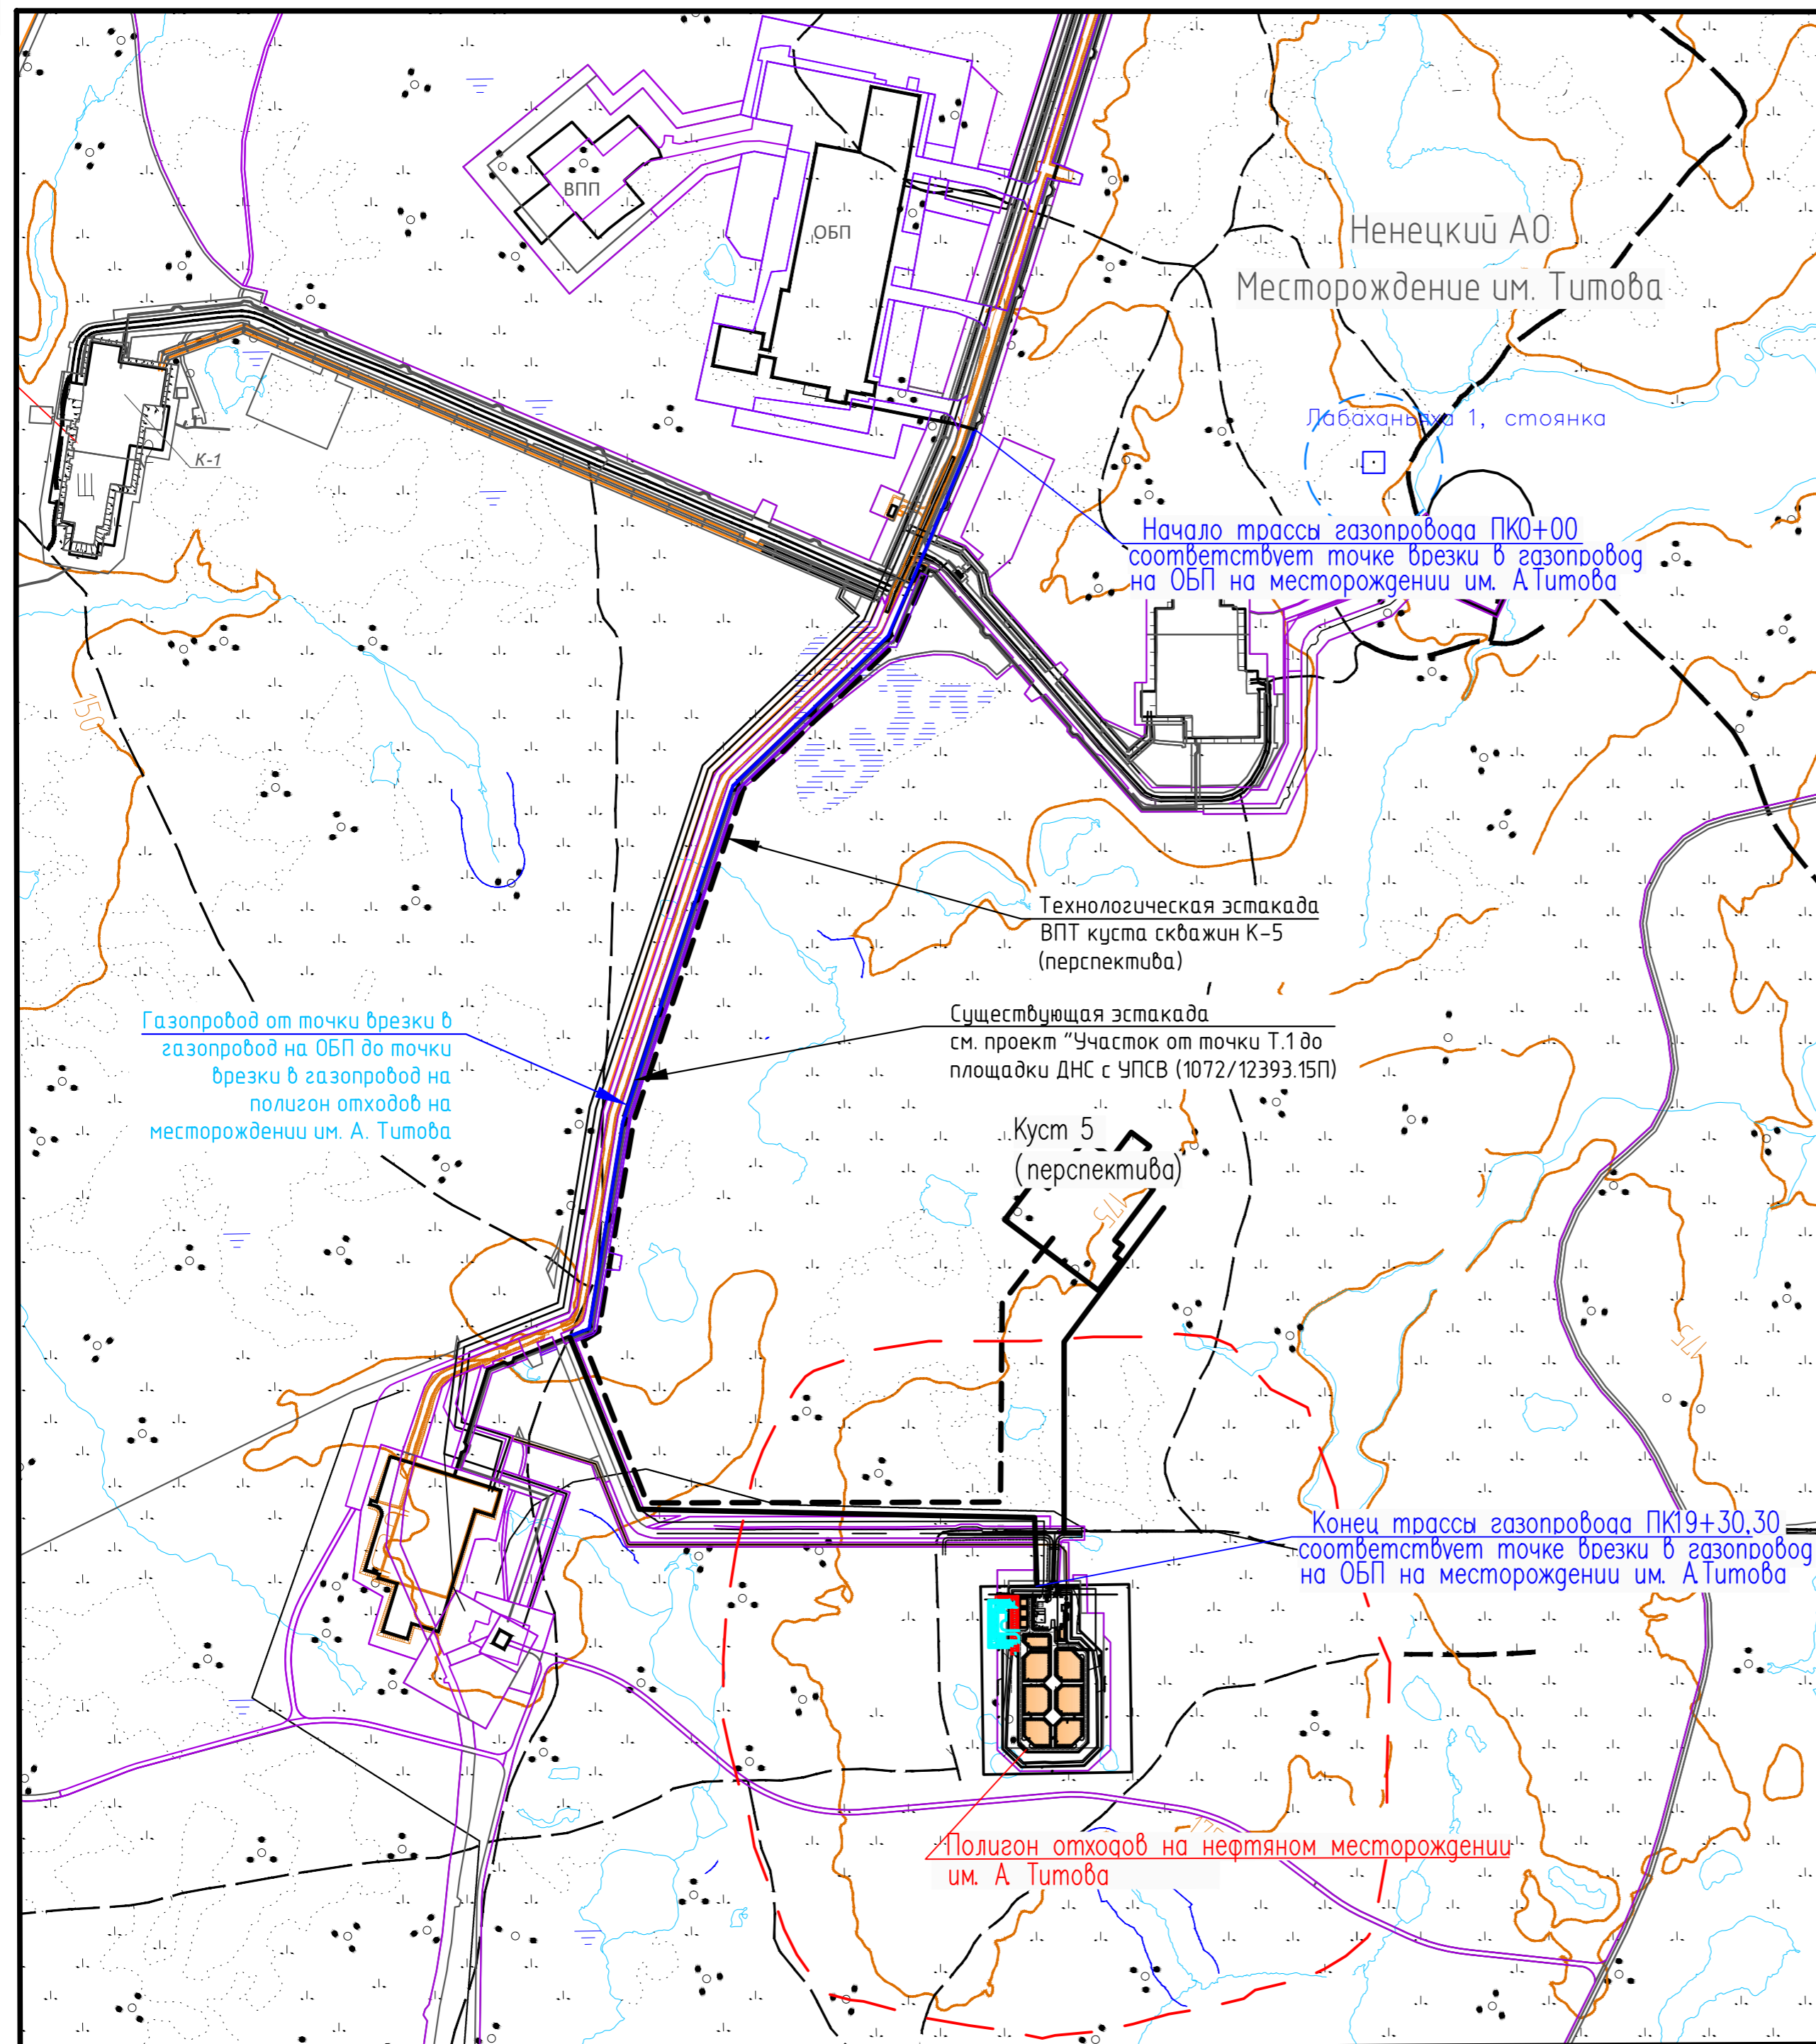 ВПП
ОБП
Ненецкий АО
Месторождение им. Титова
Лабаханьяха 1, стоянка
К-1
Начало трассы газопровода ПК0+00
соответствует точке врезки в газопровод
на ОБП на месторождении им. А.Титова
150
Технологическая эстакада
ВПТ куста скважин К-5
(перспектива)
Существующая эстакада
см. проект "Участок от точки Т.1 до
площадки ДНС с УПСВ (1072/12393.15П)
Газопровод от точки врезки в
газопровод на ОБП до точки
врезки в газопровод на
полигон отходов на
месторождении им. А. Титова
Куст 5
(перспектива)
175
175
Конец трассы газопровода ПК19+30,30
соответствует точке врезки в газопровод
на ОБП на месторождении им. А.Титова
175
Полигон отходов на нефтяном месторождении
им. А. Титова